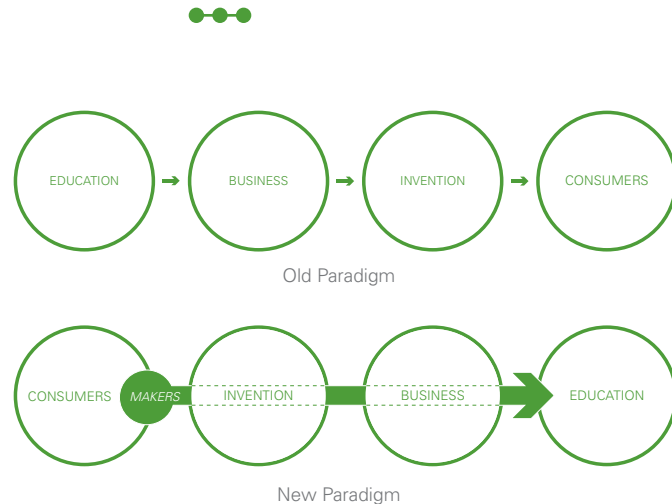 EDUCATION BUSINESS INVENTION CONSUMERS
Old Paradigm
CONSUMERS MAKERS INVENTION BUSINESS EDUCATION
New Paradigm